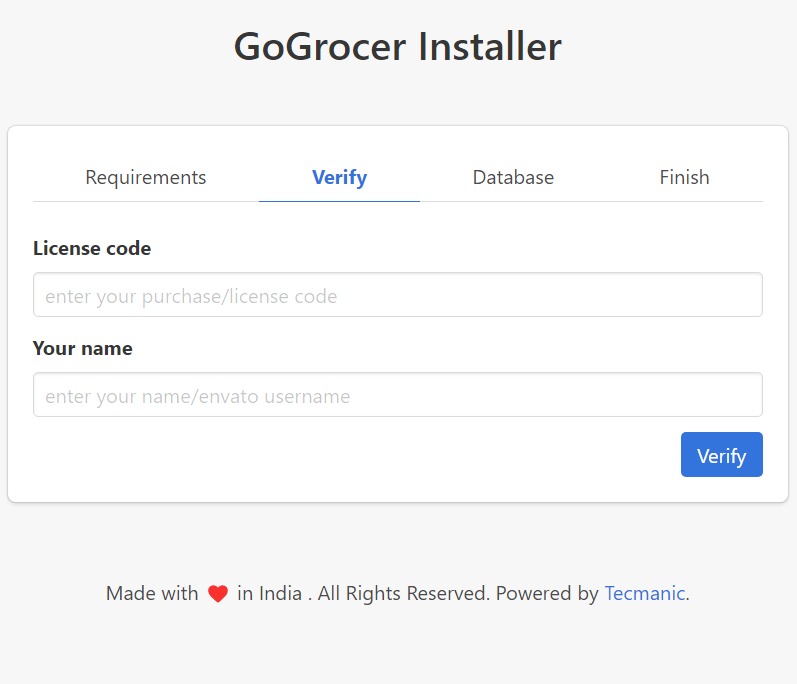 GoGrocer Installer
Requirements Verify Database Finish
License code
enter your purchase/license code
Your name
enter your name/envato username
Verify
Made with ❤️ in India . All Rights Reserved. Powered by Tecmanic.